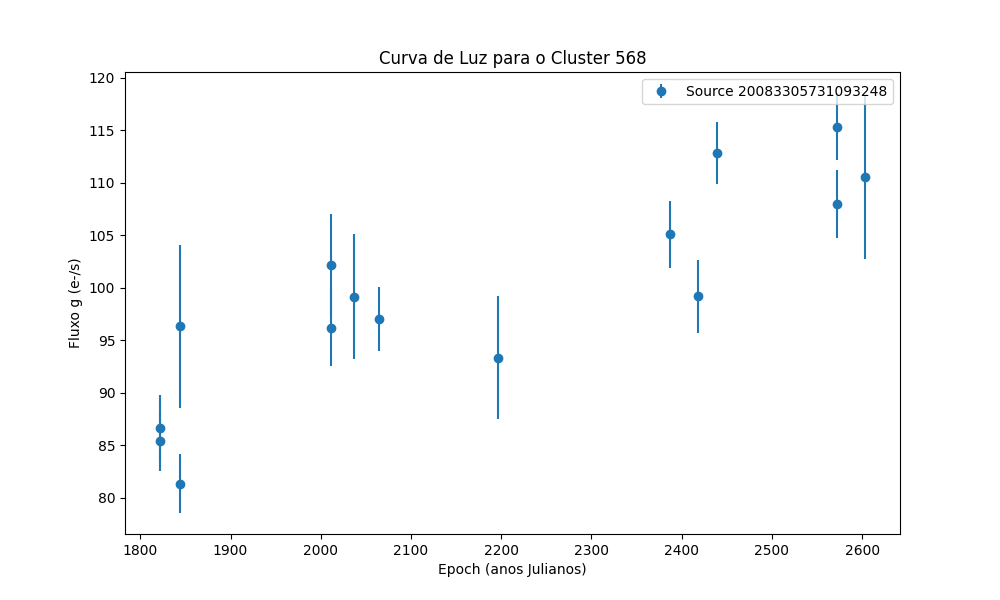 Curva de Luz para o Cluster 568
Source 20083305731093248
120
115
110
105
100
95
90
85
80
Fluxo g (e-/s)
1800 1900 2000 2100 2200 2300 2400 2500 2600
Epoch (anos Julianos)